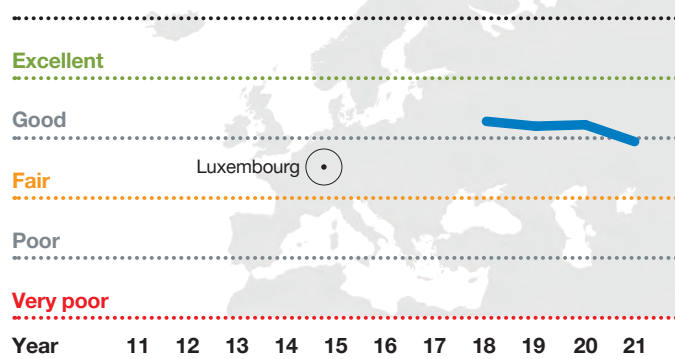 Excellent
Good
Luxembourg
Fair
Poor
Very poor
Year 11 12 13 14 15 16 17 18 19 20 21